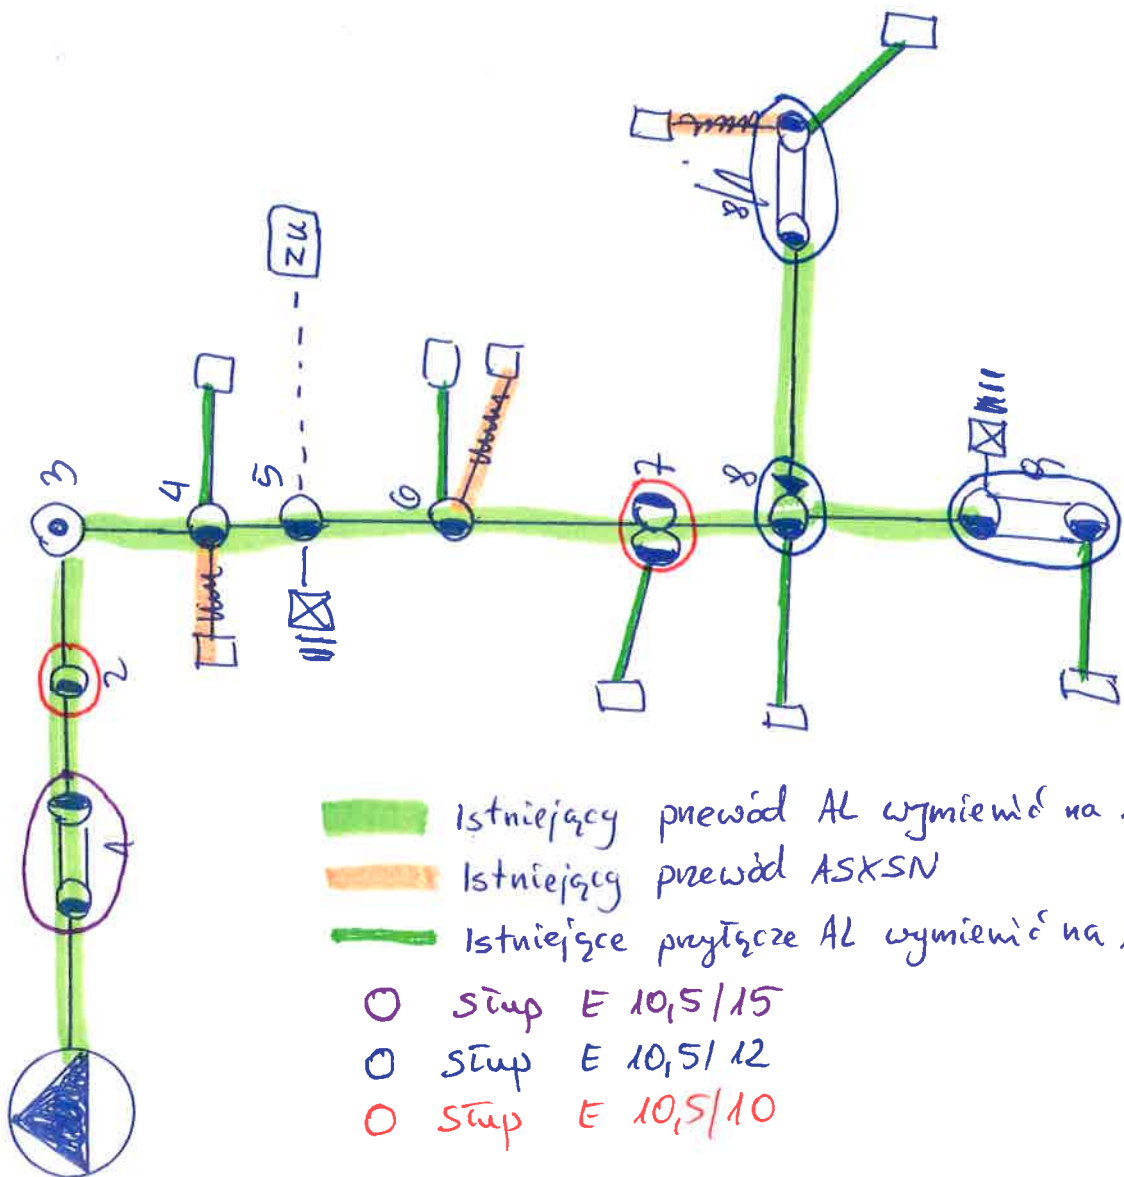 8/1
ZK
3
4
5
6
7
8
9
2
1
Istniejący przewód AL wymienić na .
Istniejący przewód ASXSN
Istniejące przyłącze AL wymienić na .
Słup E 10,5/15
Słup E 10,5/12
Słup E 10,5/10